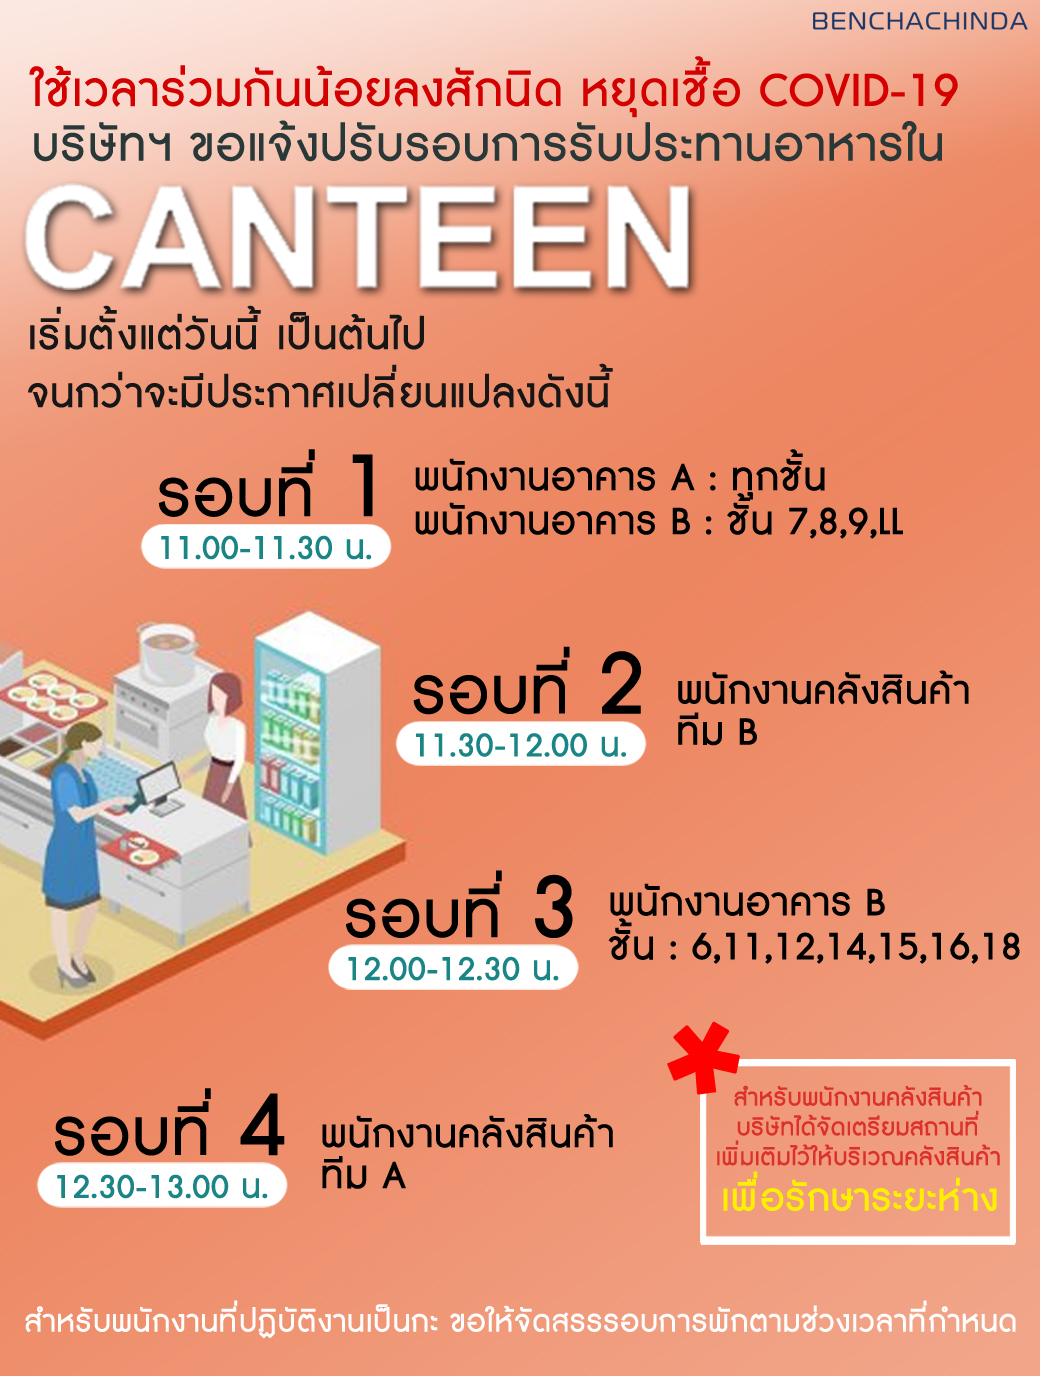 BENCHACHINDA
ใช้เวลาร่วมกันน้อยลงสักนิด หยุดเชื้อ COVID-19
บริษัทฯ ขอแจ้งปรับรอบการรับประทานอาหารใน
CANTEEN
เริ่มตั้งแต่วันนี้ เป็นต้นไป
จนกว่าจะมีประกาศเปลี่ยนแปลงดังนี้
รอบที่ 1
11.00-11.30 น.
พนักงานอาคาร A : ทุกชั้น
พนักงานอาคาร B : ชั้น 7,8,9,LL
รอบที่ 2
11.30-12.00 น.
พนักงานคลังสินค้า
ทีม B
รอบที่ 3
12.00-12.30 น.
พนักงานอาคาร B
ชั้น : 6,11,12,14,15,16,18
รอบที่ 4
12.30-13.00 น.
พนักงานคลังสินค้า
ทีม A
*
สำหรับพนักงานคลังสินค้า
บริษัทได้จัดเตรียมสถานที่
เพิ่มเติมไว้ให้บริเวณคลังสินค้า
เพื่อรักษาระยะห่าง
สำหรับพนักงานที่ปฏิบัติงานเป็นกะ ขอให้จัดสรรรอบการพักตามช่วงเวลาที่กำหนด